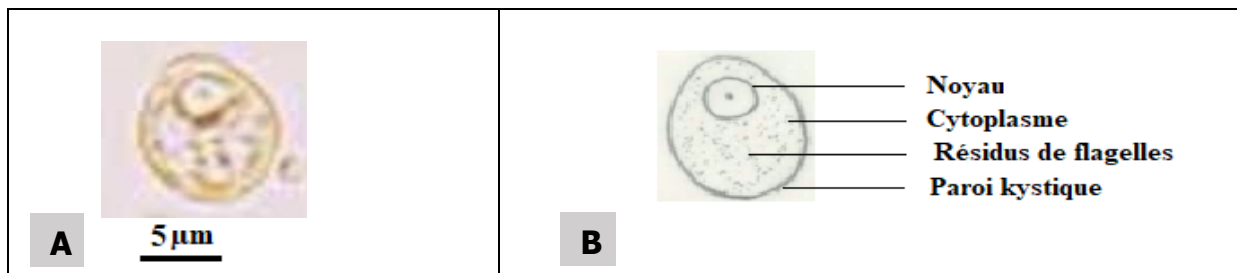 Noyau
Cytoplasme
Résidus de flagelles
Paroi kystique
A
5 µm
B